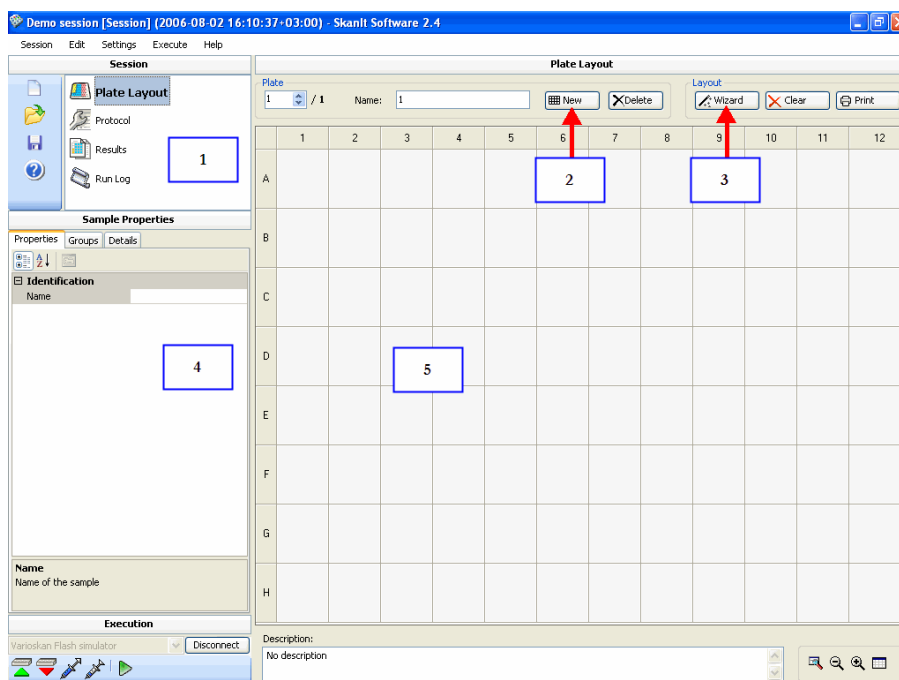 Demo session [Session] (2006-08-02 16:10:37+03:00) - SkanIt Software 2.4
Session Edit Settings Execute Help
Session
Plate Layout
Protocol
Results
Run Log
1
Plate Layout
Plate
1 / 1 Name: 1 New Delete
Layout
Wizard Clear Print
1 2 3 4 5 6 7 8 9 10 11 12
2
3
A
B
C
D
E
F
G
H
5
Sample Properties
Properties Groups Details
Identification
Name
4
Name
Name of the sample
Execution
Varioskan Flash simulator Disconnect
Description:
No description